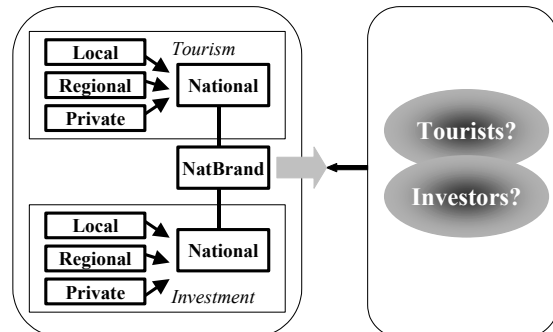 Local
Tourism
Regional
National
Private
NatBrand
Local
Regional
National
Private
Investment
Tourists?
Investors?